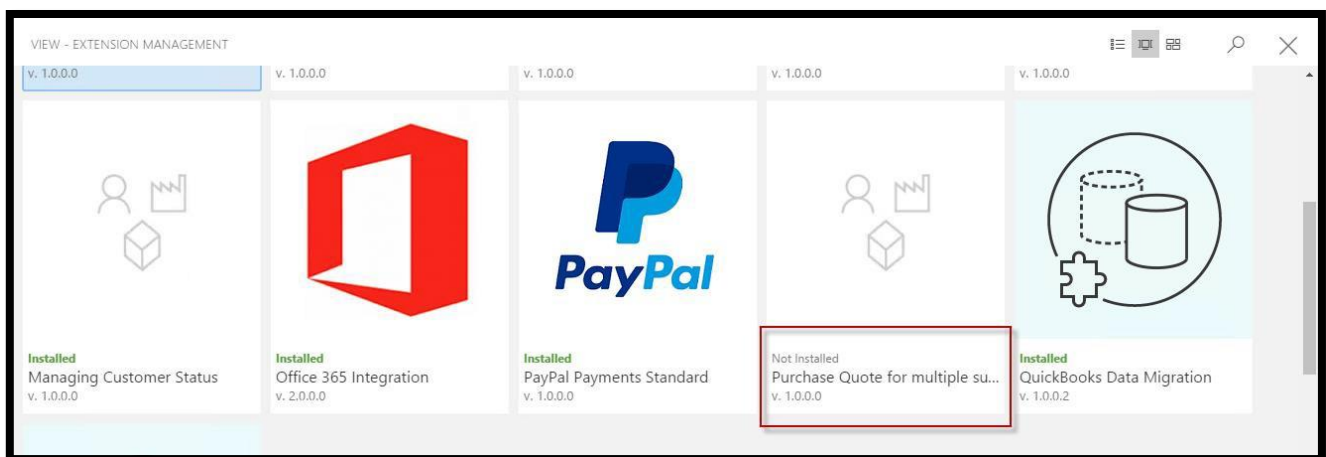 VIEW - EXTENSION MANAGEMENT
v. 1.0.0.0
v. 1.0.0.0
v. 1.0.0.0
v. 1.0.0.0
v. 1.0.0.0
PayPal
Installed
Managing Customer Status
v. 1.0.0.0
Installed
Office 365 Integration
v. 2.0.0.0
Installed
PayPal Payments Standard
v. 1.0.0.0
Not Installed
Purchase Quote for multiple su...
v. 1.0.0.0
Installed
QuickBooks Data Migration
v. 1.0.0.2